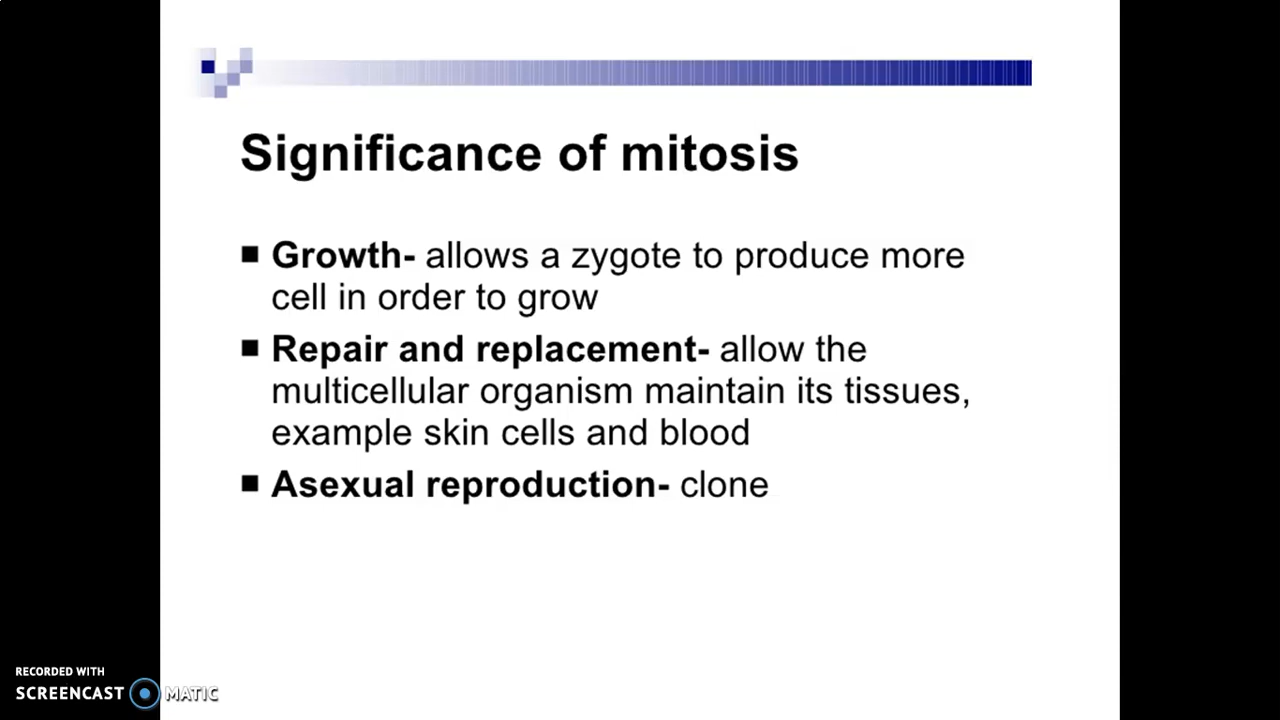 Significance of mitosis
Growth- allows a zygote to produce more
cell in order to grow
Repair and replacement- allow the
multicellular organism maintain its tissues,
example skin cells and blood
Asexual reproduction- clone
RECORDED WITH
SCREENCAST MATIC